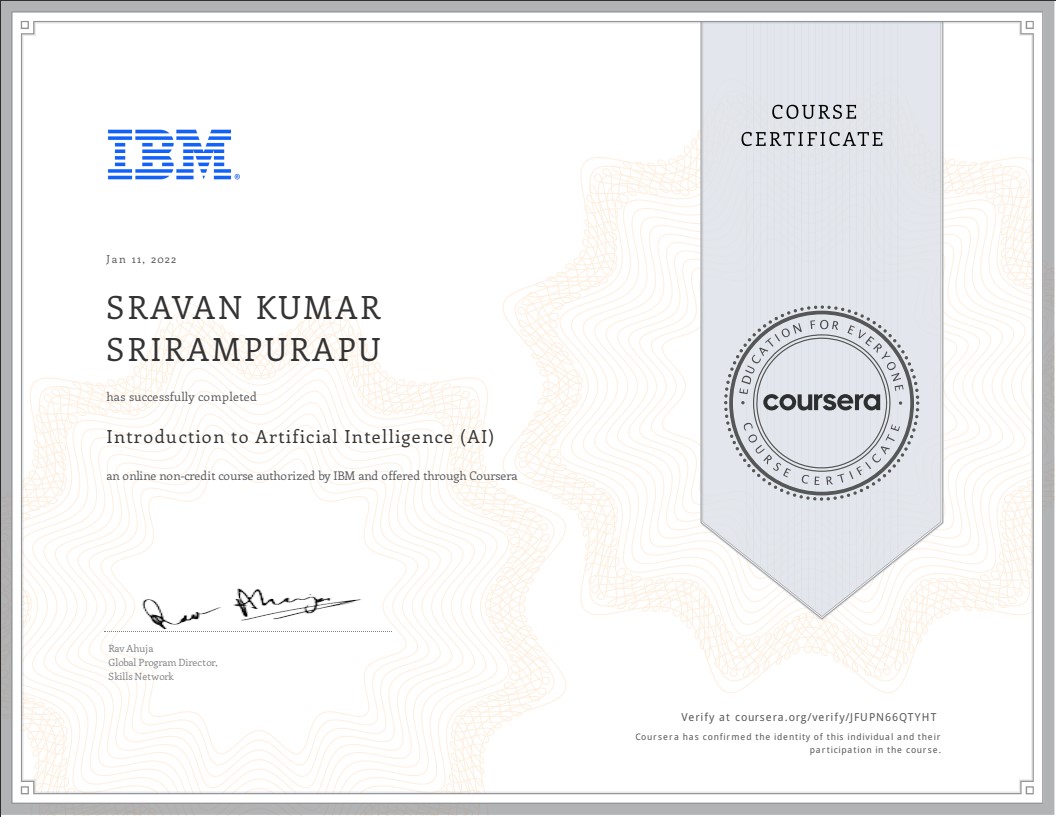 COURSE
CERTIFICATE
IBM®
Jan 11, 2022
SRAVAN KUMAR
SRIRAMPURAPU
has successfully completed
Introduction to Artificial Intelligence (AI)
an online non-credit course authorized by IBM and offered through Coursera
EDUCATION FOR EVERYONE
coursera
COURSE CERTIFICATE
Rav Ahuja
Rav Ahuja
Global Program Director,
Skills Network
Verify at coursera.org/verify/JFUPN66QTYHT
Coursera has confirmed the identity of this individual and their
participation in the course.